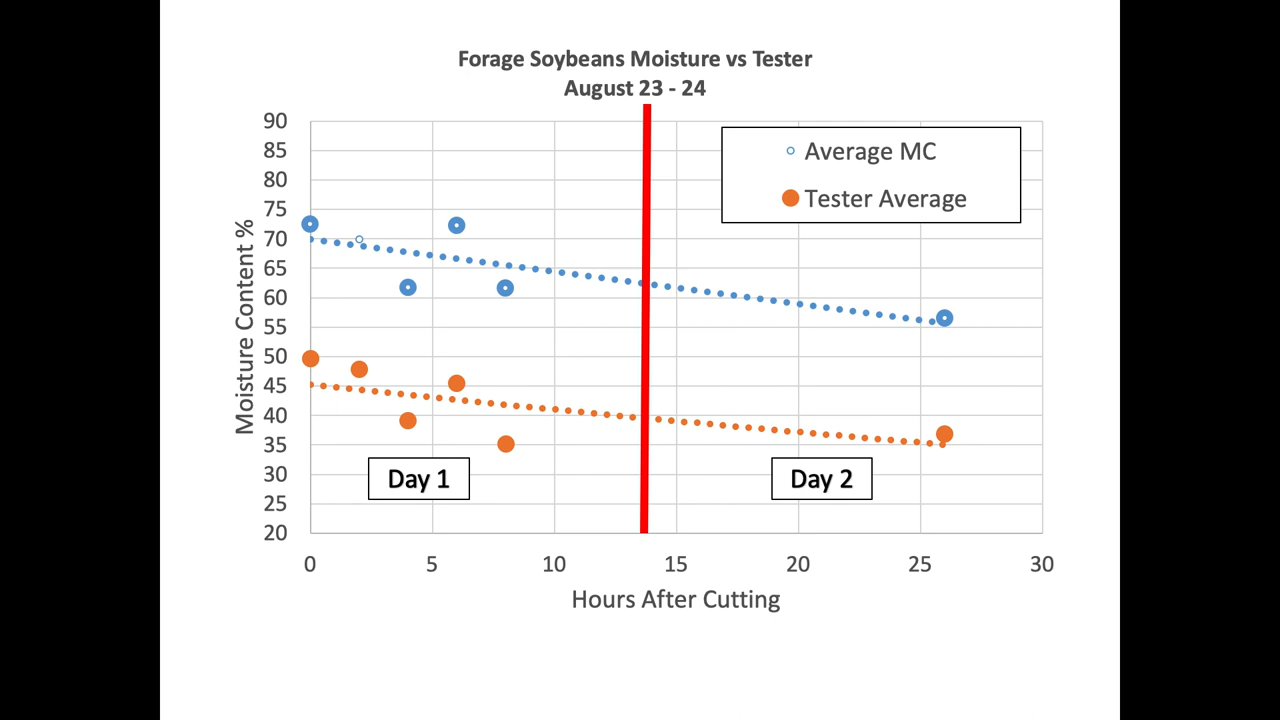 Forage Soybeans Moisture vs Tester
August 23 - 24
90
85
80
75
70
65
60
55
50
45
40
35
30
25
20
Moisture Content %
Average MC
Tester Average
Day 1
Day 2
0 5 10 15 20 25 30
Hours After Cutting